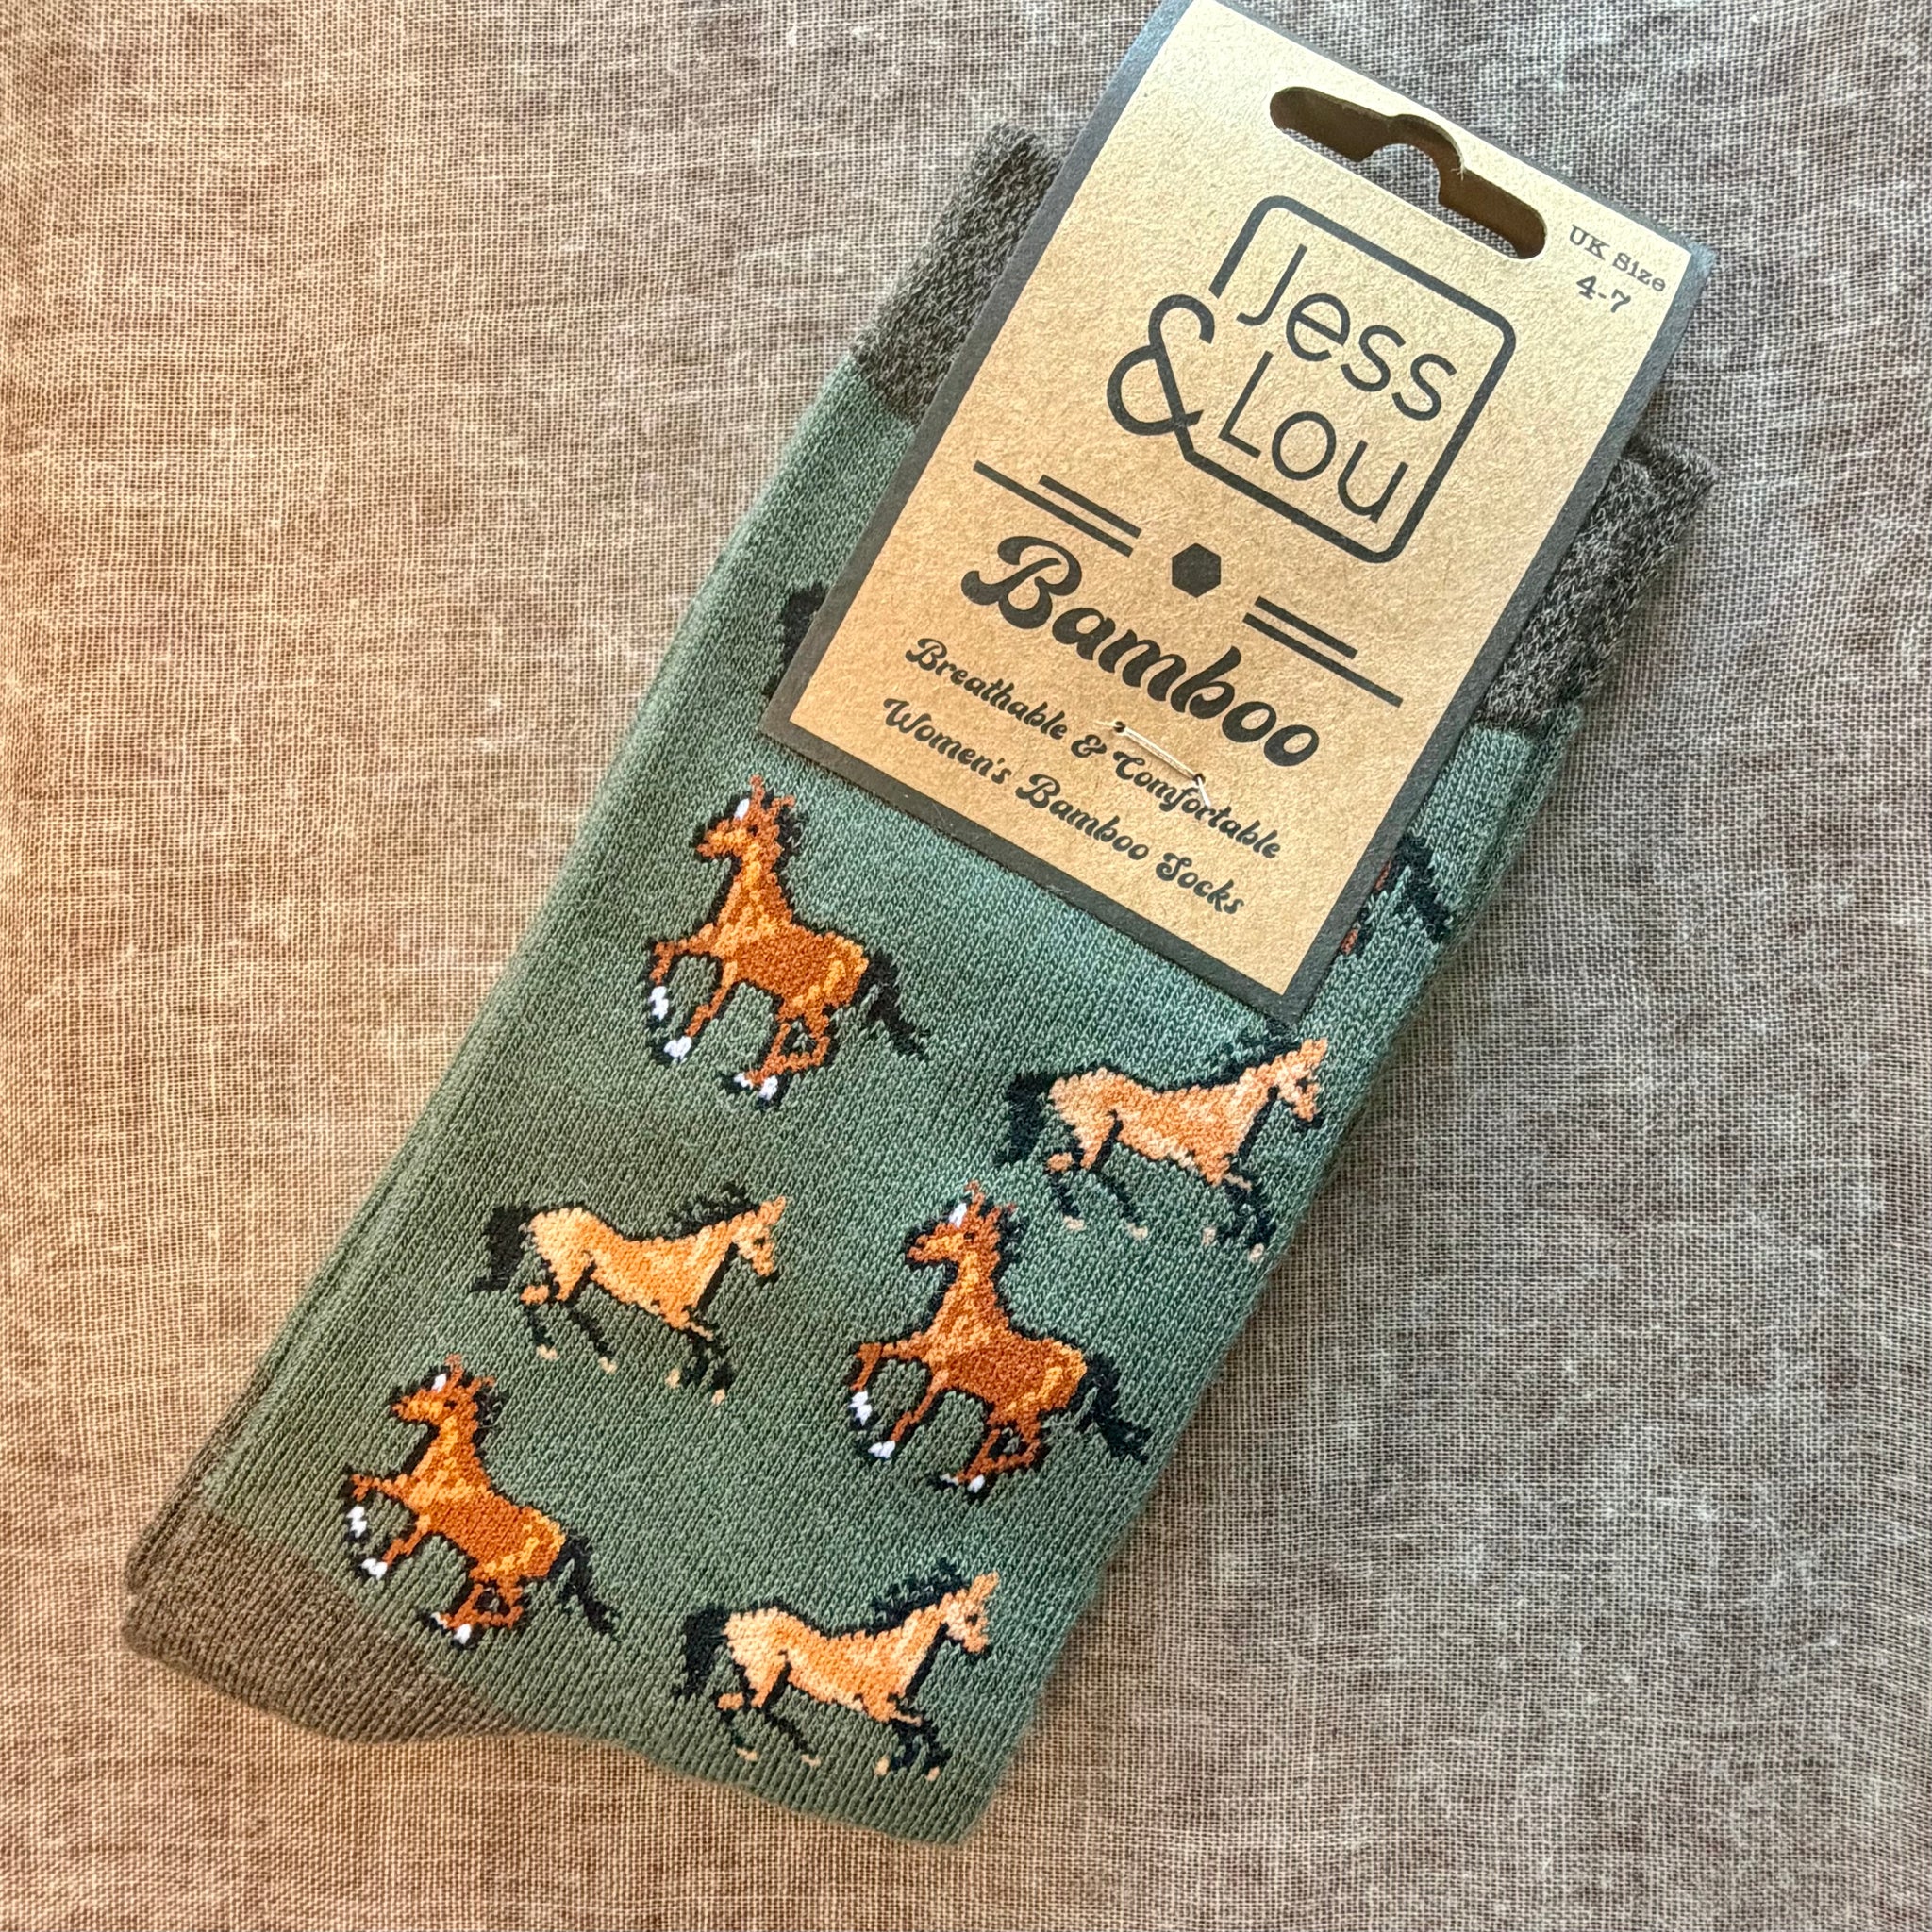 UK Size
4-7
Jess
& Lou
Bamboo
Breathable & Comfortable
Women's Bamboo Socks